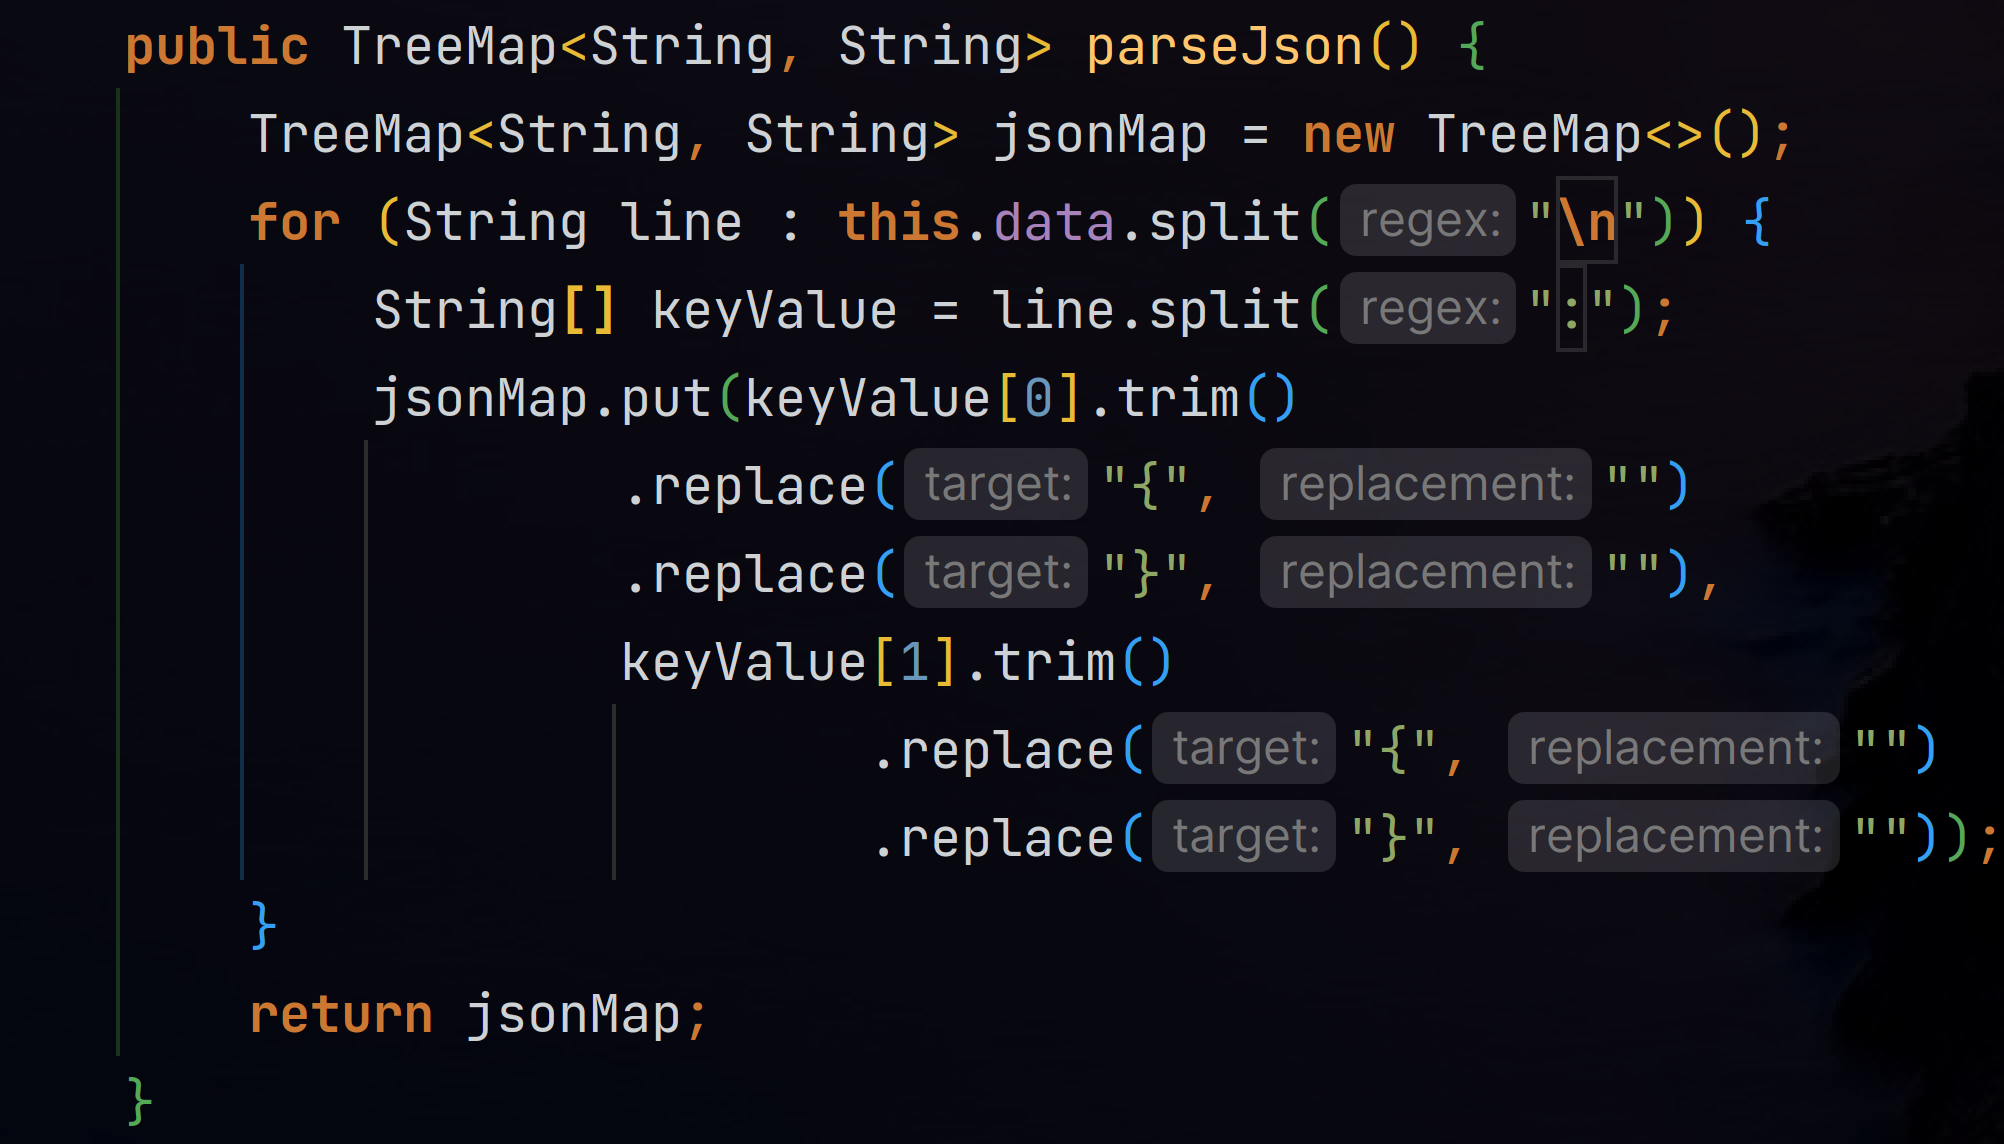 public TreeMap<String, String> parseJson() {
TreeMap<String, String> jsonMap = new TreeMap<>();
for (String line : this.data.split( regex: "\n")) {
String[] keyValue = line.split( regex: ":");
jsonMap.put(keyValue[0].trim()
.replace( target: "{", replacement: "")
.replace( target: "}", replacement: ""),
keyValue[1].trim()
.replace( target: "{", replacement: "")
.replace( target: "}", replacement: ""));
}
return jsonMap;
}